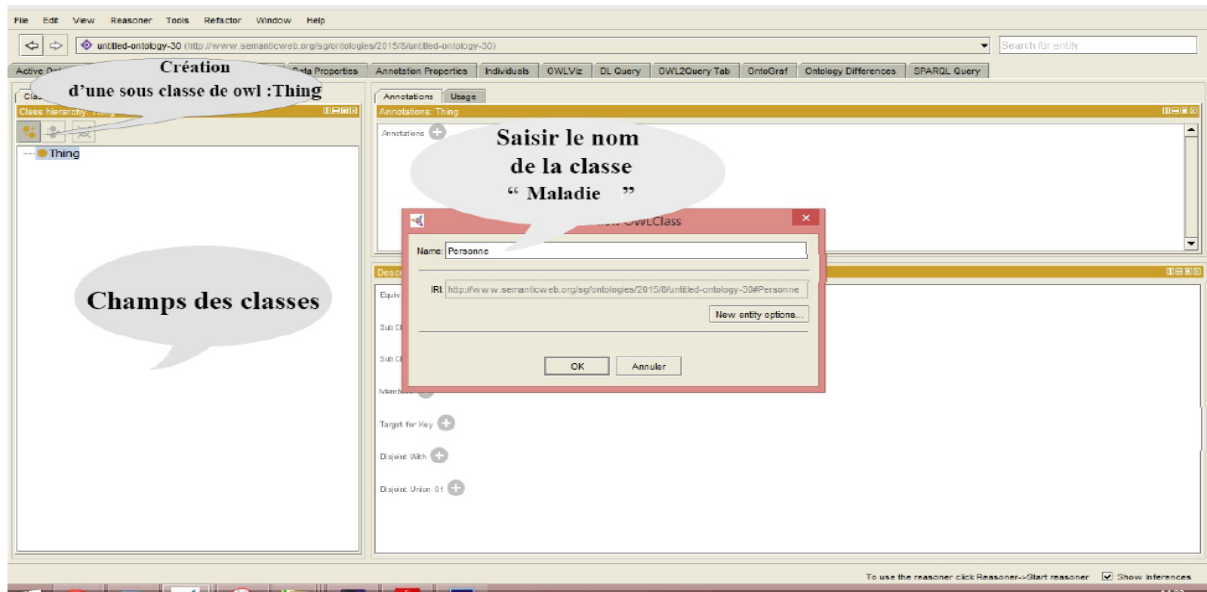 File Edit View Reasoner Tools Refactor Window Help
untitled-ontology-30 (http://www.semanticweb.org/sg/ontologies/2015/8/untitled-ontology-30)
Search for entity
Data Properties Annotation Properties Individuals OWLViz DL Query OWL2Query Tab OntoGraf Ontology Differences SPARQL Query
Création
d'une sous classe de owl :Thing
Class hierarchy:
Thing
Champs des classes
Annotations Usage
Annotations: Thing
Annotations
Saisir le nom
de la classe
“ Maladie ”
OWLClass
Name: Personne
IRI: http://www.semanticweb.org/sg/ontologies/2015/8/untitled-ontology-30#Personne
New entity options...
OK Annuler
Target for Key
Disjoint With
Disjoint Union Of
To use the reasoner click Reasoner->Start reasoner Show Inferences